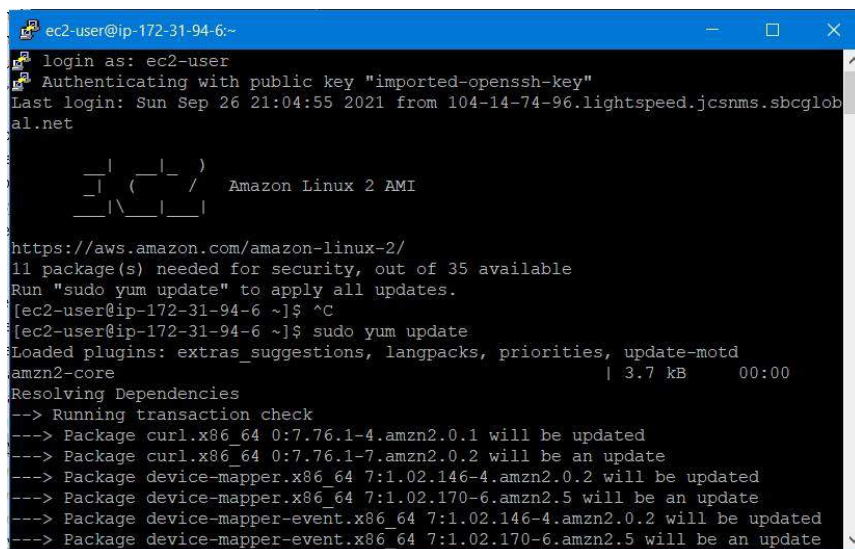 ec2-user@ip-172-31-94-6:~
login as: ec2-user
Authenticating with public key "imported-openssh-key"
Last login: Sun Sep 26 21:04:55 2021 from 104-14-74-96.lightspeed.jcsnms.sbcglob
al.net
__|  __|_  )
_|  (     /   Amazon Linux 2 AMI
___|\___|___|
https://aws.amazon.com/amazon-linux-2/
11 package(s) needed for security, out of 35 available
Run "sudo yum update" to apply all updates.
[ec2-user@ip-172-31-94-6 ~]$ ^C
[ec2-user@ip-172-31-94-6 ~]$ sudo yum update
Loaded plugins: extras_suggestions, langpacks, priorities, update-motd
amzn2-core | 3.7 kB 00:00
Resolving Dependencies
--> Running transaction check
---> Package curl.x86_64 0:7.76.1-4.amzn2.0.1 will be updated
---> Package curl.x86_64 0:7.76.1-7.amzn2.0.2 will be an update
---> Package device-mapper.x86_64 7:1.02.146-4.amzn2.0.2 will be updated
---> Package device-mapper.x86_64 7:1.02.170-6.amzn2.5 will be an update
---> Package device-mapper-event.x86_64 7:1.02.146-4.amzn2.0.2 will be updated
---> Package device-mapper-event.x86_64 7:1.02.170-6.amzn2.5 will be an update